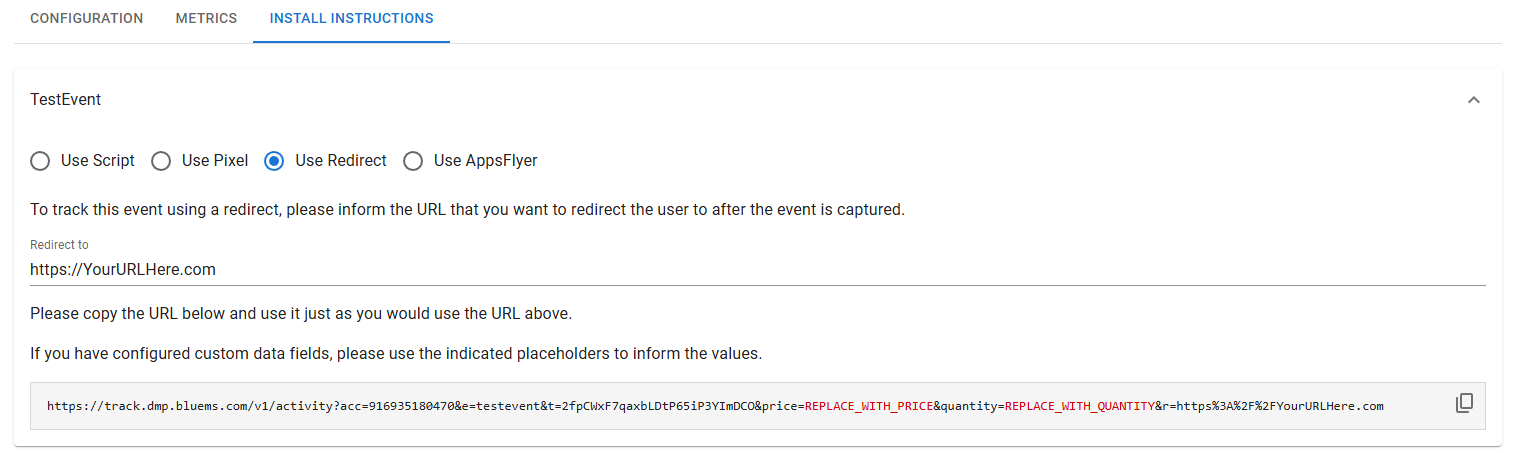 CONFIGURATION METRICS INSTALL INSTRUCTIONS
TestEvent
Use Script Use Pixel Use Redirect Use AppsFlyer
To track this event using a redirect, please inform the URL that you want to redirect the user to after the event is captured.
Redirect to
https://YourURLHere.com
Please copy the URL below and use it just as you would use the URL above.
If you have configured custom data fields, please use the indicated placeholders to inform the values.
https://track.dmp.bluems.com/v1/activity?acc=916935180470&e=testevent&t=2fpCWxF7qaxbLDtP65iP3YImDCO&price=REPLACE_WITH_PRICE&quantity=REPLACE_WITH_QUANTITY&r=https%3A%2F%2FYourURLHere.com